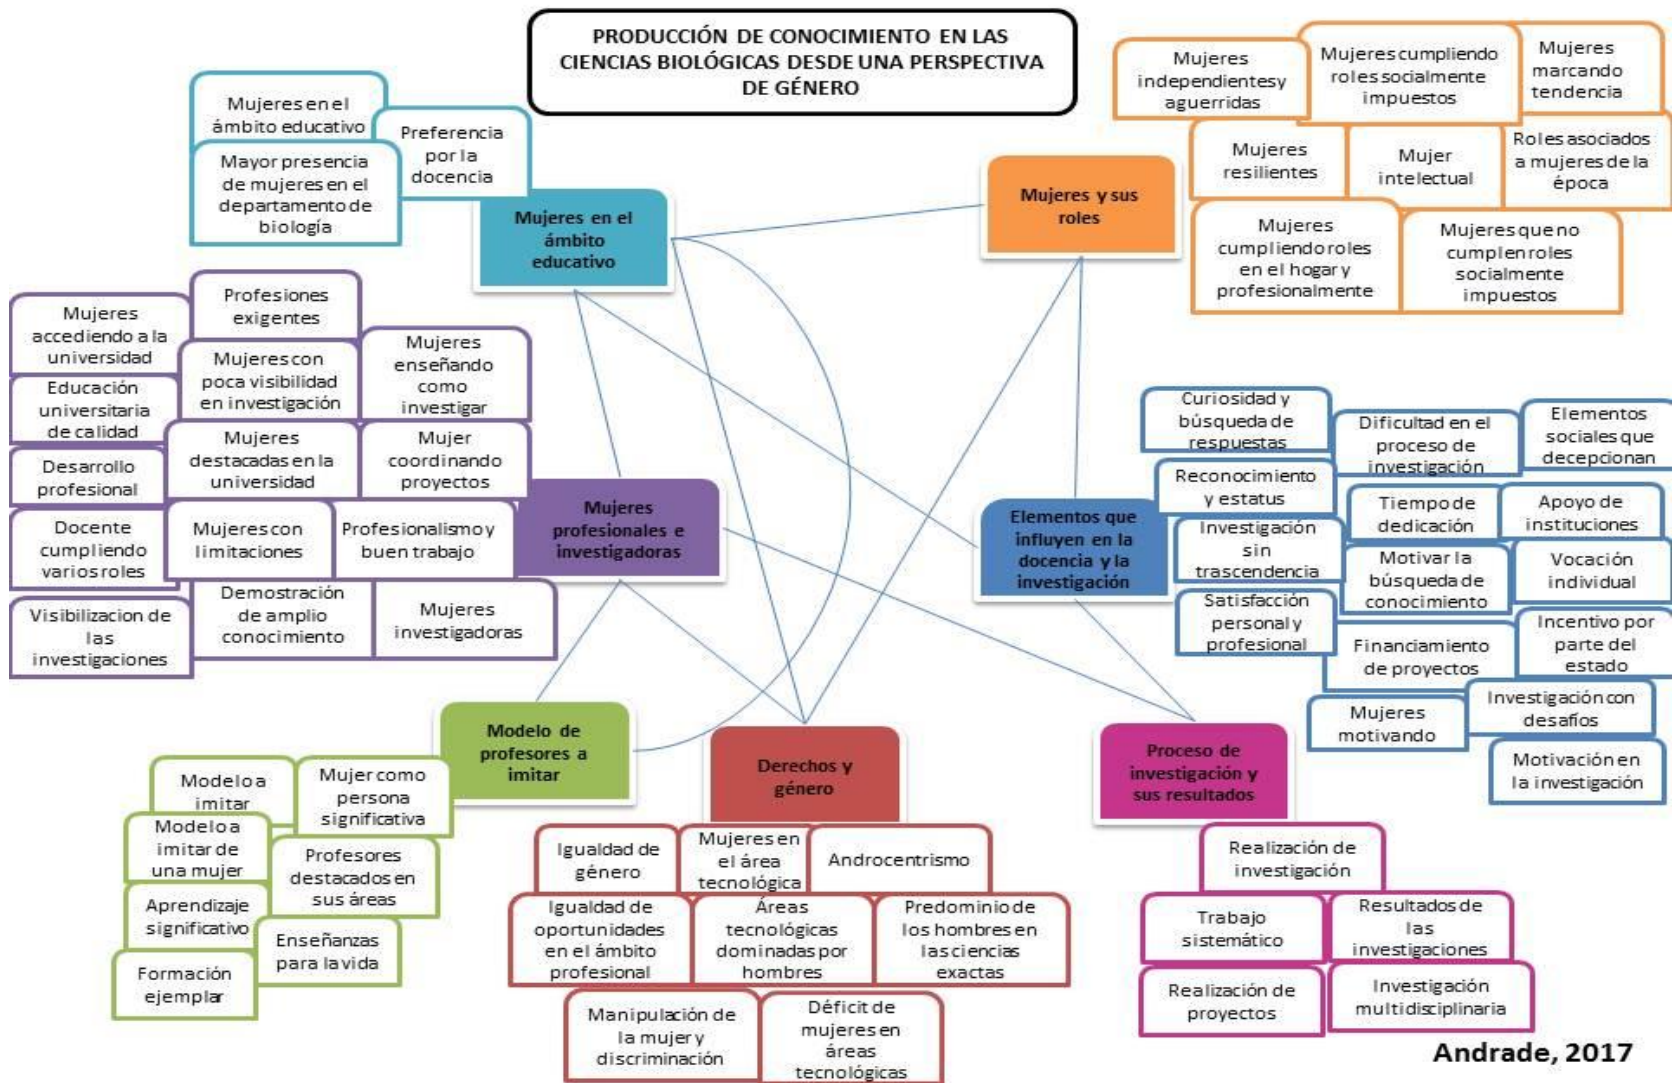 PRODUCCIÓN DE CONOCIMIENTO EN LAS
CIENCIAS BIOLÓGICAS DESDE UNA PERSPECTIVA
DE GÉNERO
Mujeres en el
ámbito educativo
Preferencia
por la
docencia
Mayor presencia
de mujeres en el
departamento de
biología
Mujeres en el
ámbito
educativo
Mujeres y sus
roles
Mujeres
independientes y
aguerridas
Mujeres cumpliendo
roles socialmente
impuestos
Mujeres
marcando
tendencia
Mujeres
resilientes
Mujer
intelectual
Roles asociados
a mujeres de la
época
Mujeres
cumpliendo roles
en el hogar y
profesionalmente
Mujeres que no
cumplen roles
socialmente
impuestos
Mujeres
accediendo a la
universidad
Profesiones
exigentes
Mujeres con
poca visibilidad
en investigación
Mujeres
enseñando
como
investigar
Educación
universitaria
de calidad
Mujeres
destacadas en la
universidad
Mujer
coordinando
proyectos
Desarrollo
profesional
Docente
cumpliendo
varios roles
Mujeres con
limitaciones
Profesionalismo y
buen trabajo
Visibilizacion de
las
investigaciones
Demostración
de amplio
conocimiento
Mujeres
investigadoras
Mujeres
profesionales e
investigadoras
Elementos que
influyen en la
docencia y la
investigación
Curiosidad y
búsqueda de
respuestas
Dificultad en el
proceso de
investigación
Elementos
sociales que
decepcionan
Reconocimiento
y estatus
Tiempo de
dedicación
Apoyo de
instituciones
Investigación
sin
trascendencia
Motivar la
búsqueda de
conocimiento
Vocación
individual
Satisfacción
personal y
profesional
Financiamiento
de proyectos
Incentivo por
parte del
estado
Mujeres
motivando
Investigación con
desafíos
Motivación en
la investigación
Modelo de
profesores a
imitar
Derechos y
género
Proceso de
investigación y
sus resultados
Modelo a
imitar
Mujer como
persona
significativa
Modelo a
imitar de
una mujer
Profesores
destacados en
sus áreas
Aprendizaje
significativo
Enseñanzas
para la vida
Formación
ejemplar
Igualdad de
género
Mujeres en
el área
tecnológica
Androcentrismo
Igualdad de
oportunidades
en el ámbito
profesional
Áreas
tecnológicas
dominadas por
hombres
Predominio de
los hombres en
las ciencias
exactas
Manipulación de
la mujer y
discriminación
Déficit de
mujeres en
áreas
tecnológicas
Realización de
investigación
Trabajo
sistemático
Resultados de
las
investigaciones
Realización de
proyectos
Investigación
multidisciplinaria
Andrade, 2017